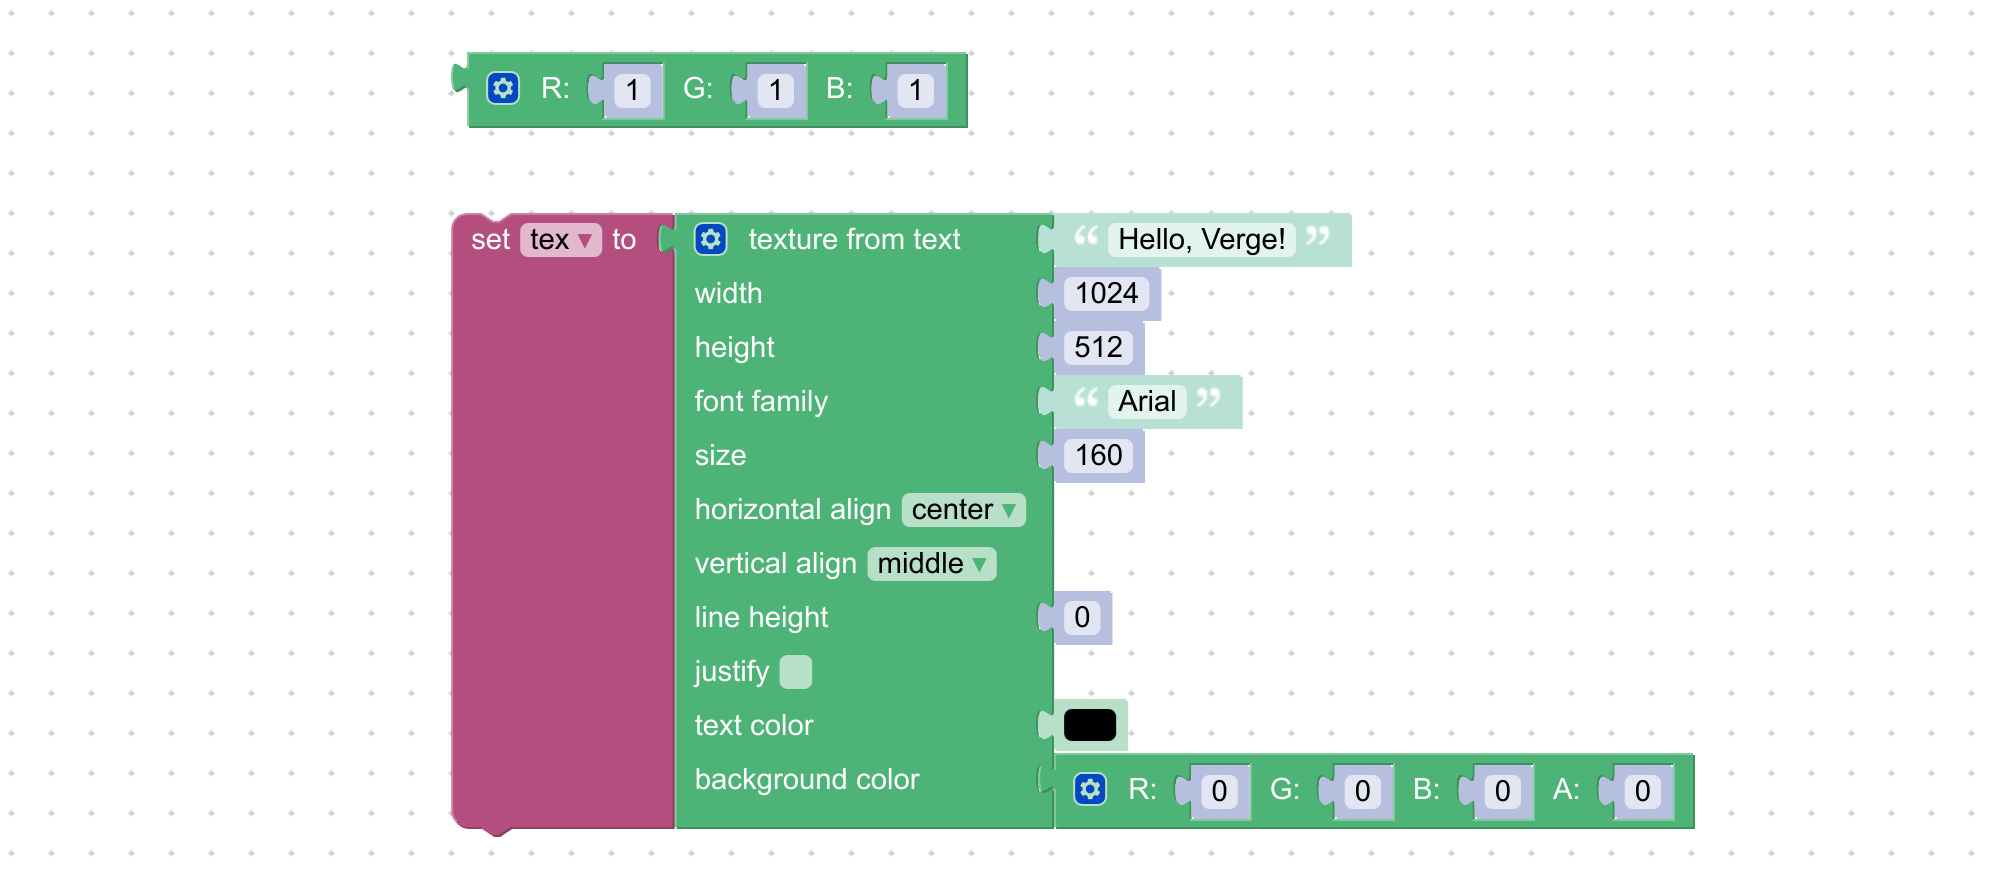 R: 1 G: 1 B: 1
set tex ▾ to texture from text “ Hello, Verge! ”
width 1024
height 512
font family “ Arial ”
size 160
horizontal align center ▾
vertical align middle ▾
line height 0
justify
text color
background color R: 0 G: 0 B: 0 A: 0